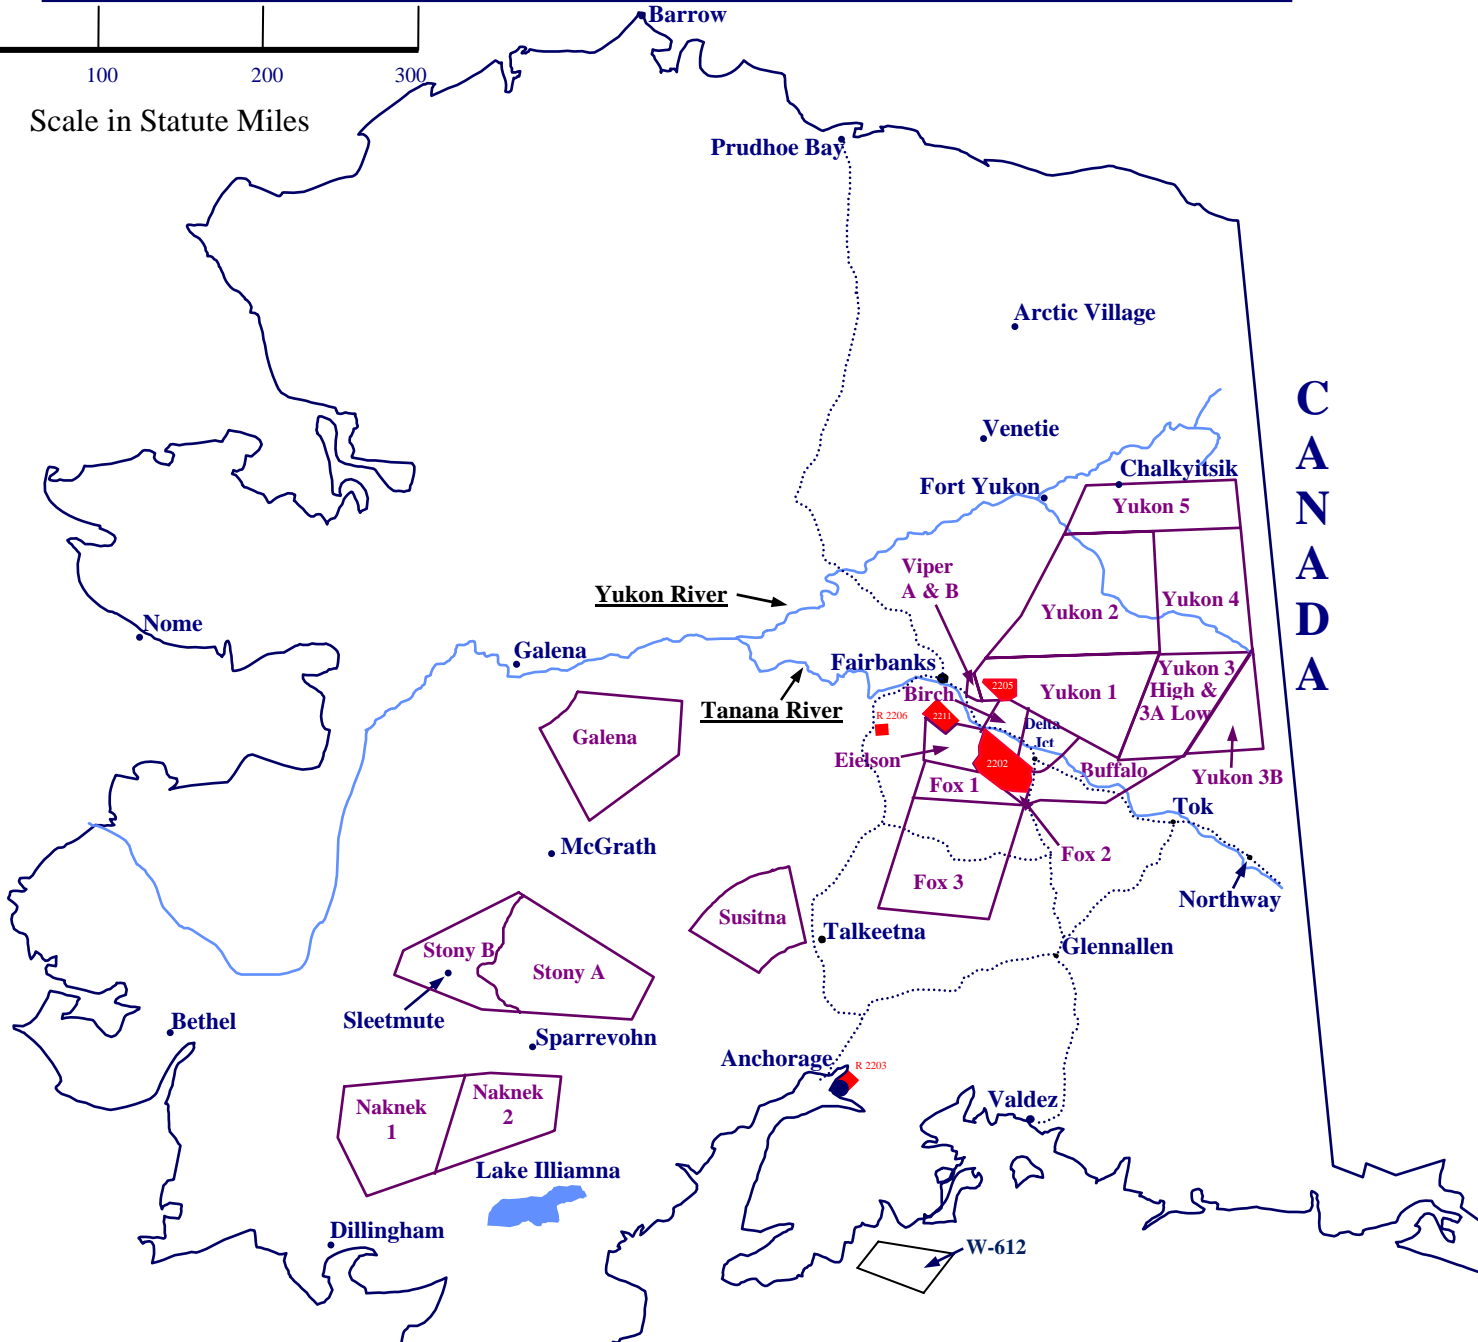 Barrow
100 200 300
Scale in Statute Miles
Prudhoe Bay
Arctic Village
C
A
N
A
D
A
Venetie
Chalkyitsik
Fort Yukon
Yukon 5
Viper
A & B
Yukon River
Yukon 2
Yukon 4
Nome
Galena
Fairbanks
Yukon 3
High &
3A Low
Yukon 1
2205
Birch
Tanana River
R 2206
2211
Delta
Jct
Galena
Eielson
2202
Buffalo
Yukon 3B
Fox 1
Tok
McGrath
Fox 2
Fox 3
Northway
Susitna
Talkeetna
Glennallen
Stony B
Stony A
Sleetmute
Bethel
Sparrevohn
Anchorage
R 2203
Naknek
1
Naknek
2
Valdez
Lake Illiamna
Dillingham
W-612